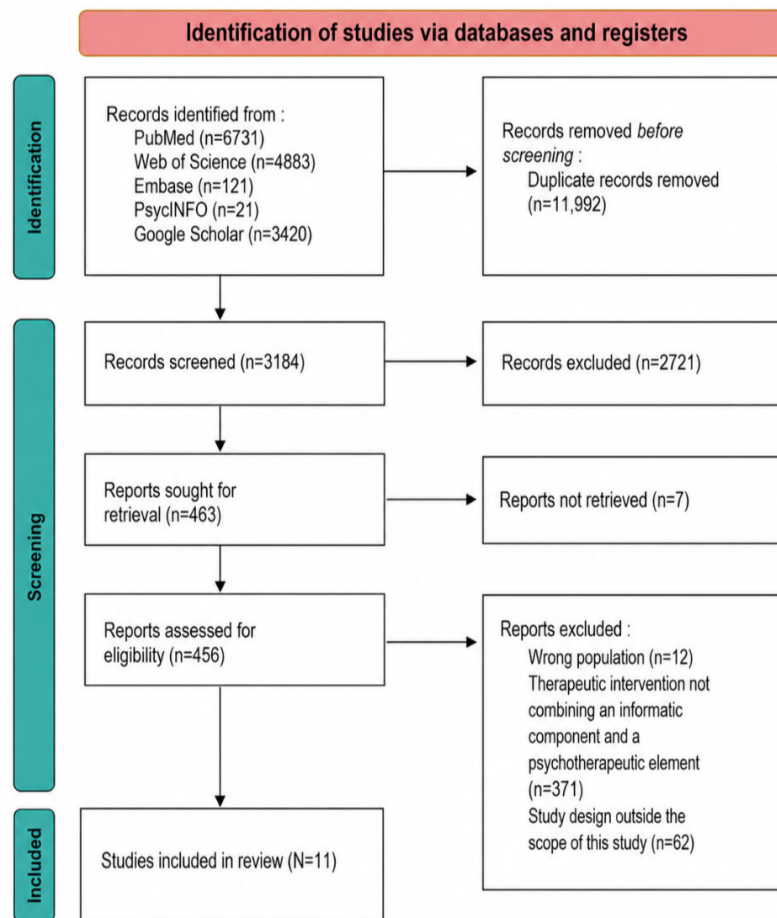 Identification of studies via databases and registers
Identification
Records identified from :
PubMed (n=6731)
Web of Science (n=4883)
Embase (n=121)
PsycINFO (n=21)
Google Scholar (n=3420)
Records removed before
screening :
Duplicate records removed
(n=11,992)
Screening
Records screened (n=3184)
Records excluded (n=2721)
Reports sought for
retrieval (n=463)
Reports not retrieved (n=7)
Reports assessed for
eligibility (n=456)
Reports excluded :
Wrong population (n=12)
Therapeutic intervention not
combining an informatic
component and a
psychotherapeutic element
(n=371)
Study design outside the
scope of this study (n=62)
Included
Studies included in review (N=11)